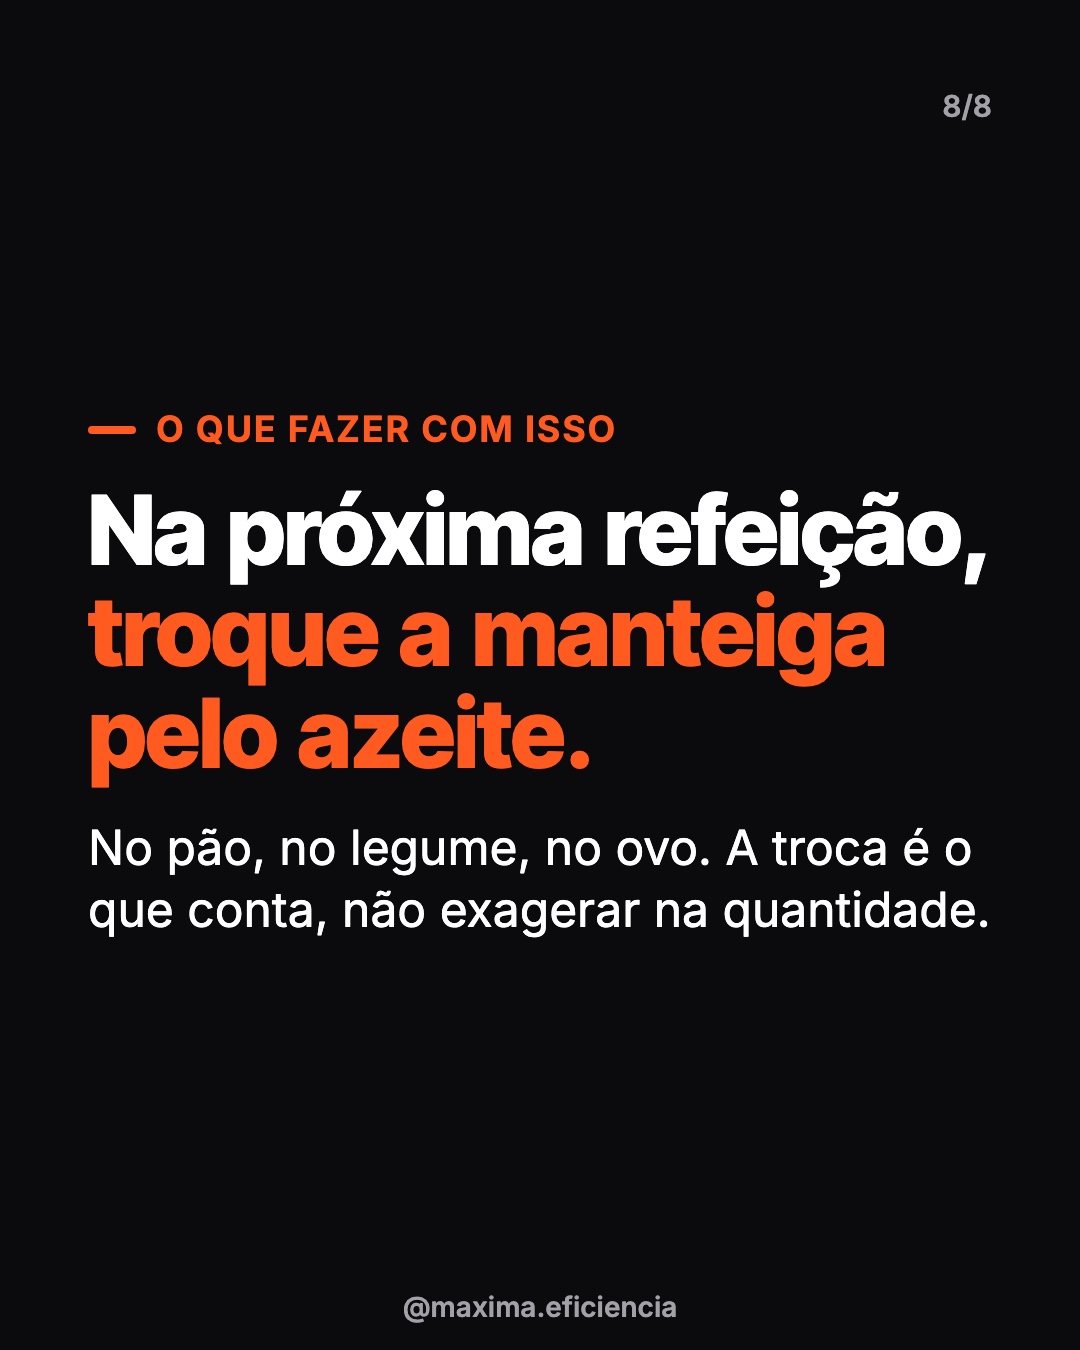 8/8
O QUE FAZER COM ISSO
Na próxima refeição,
troque a manteiga
pelo azeite.
No pão, no legume, no ovo. A troca é o
que conta, não exagerar na quantidade.
@maxima.eficiencia